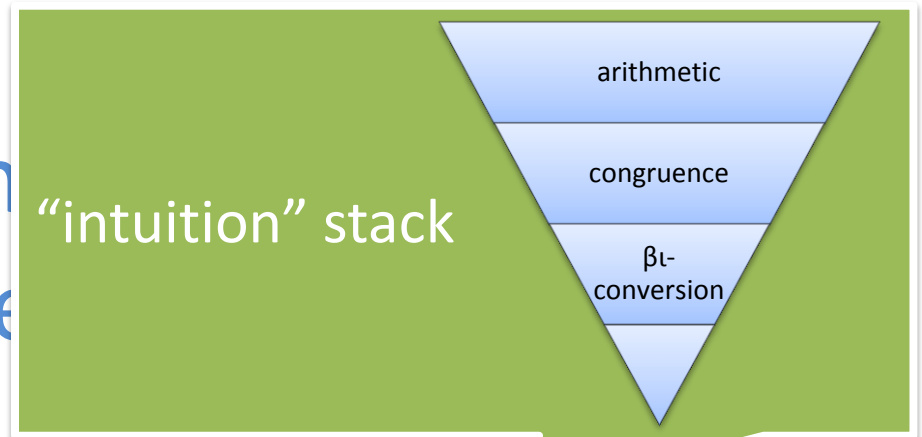 arithmetic
congruence
“intuition” stack
βι-
conversion